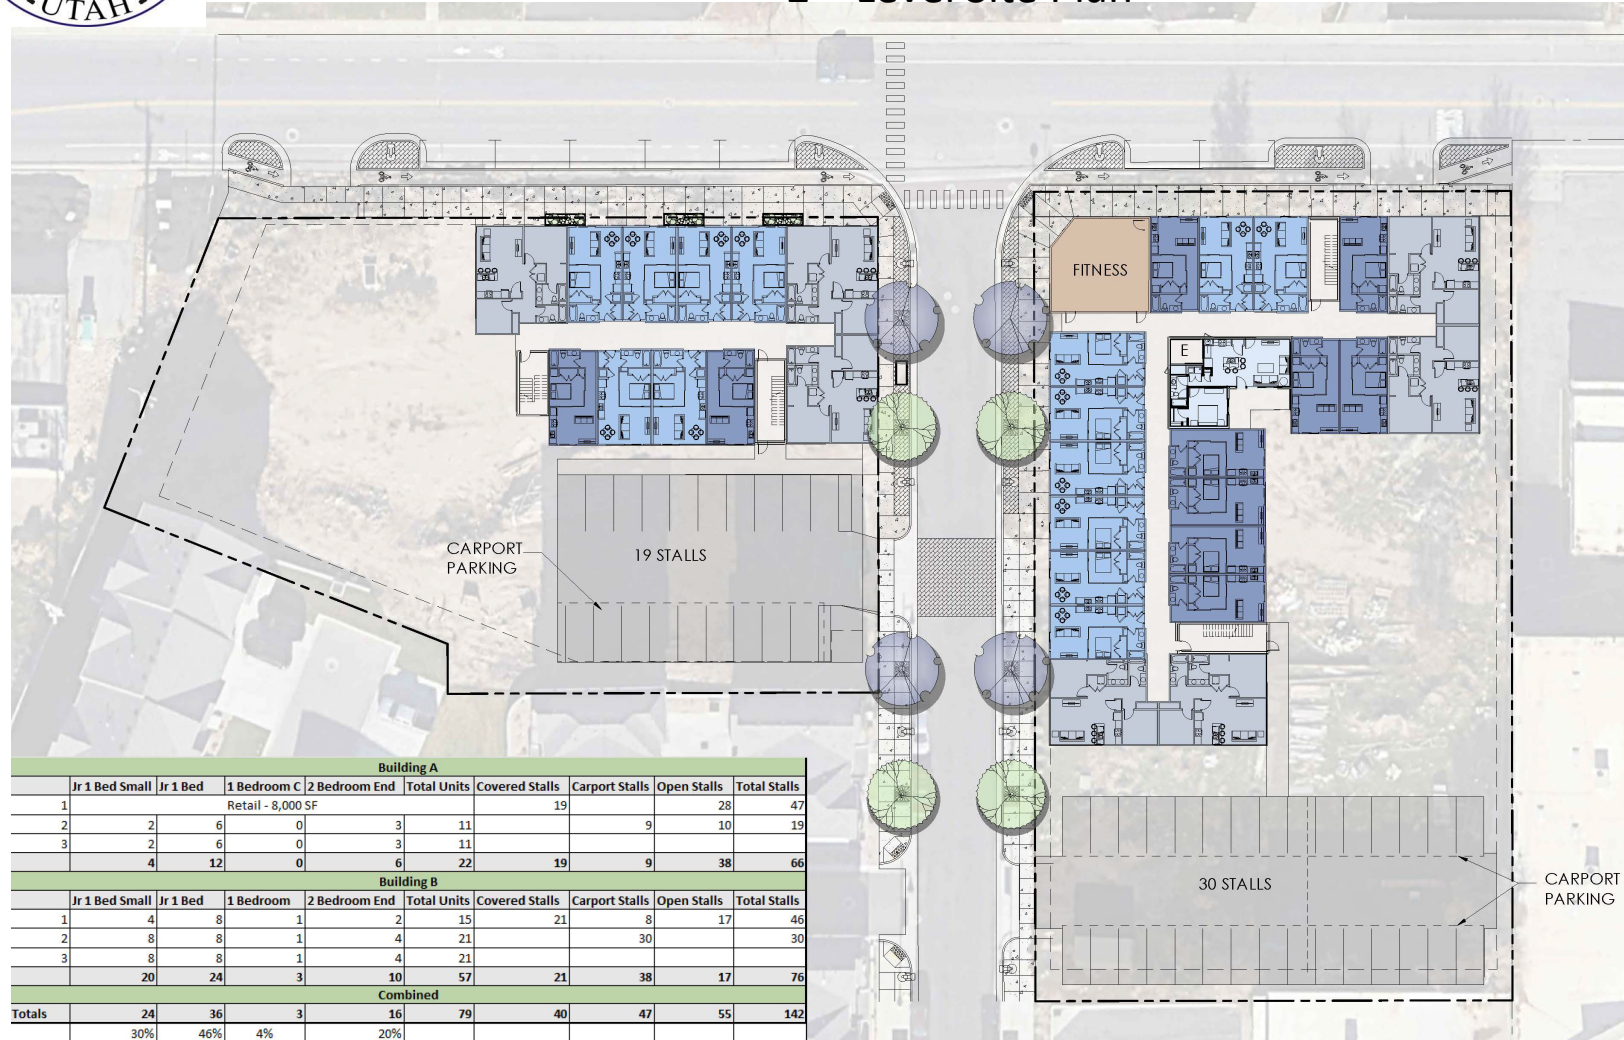 UTAH
Level Site Plan
FITNESS
E
CARPORT
PARKING
19 STALLS
30 STALLS
CARPORT
PARKING
Building A
Jr 1 Bed Small Jr 1 Bed 1 Bedroom C 2 Bedroom End Total Units Covered Stalls Carport Stalls Open Stalls Total Stalls
1 Retail - 8,000 SF 19 28 47
2 2 6 0 3 11 9 10 19
3 2 6 0 3 11
4 12 0 6 22 19 9 38 66
Building B
Jr 1 Bed Small Jr 1 Bed 1 Bedroom 2 Bedroom End Total Units Covered Stalls Carport Stalls Open Stalls Total Stalls
1 4 8 1 2 15 21 8 17 46
2 8 8 1 4 21 30 30
3 8 8 1 4 21
20 24 3 10 57 21 38 17 76
Combined
Totals 24 36 3 16 79 40 47 55 142
30% 46% 4% 20%